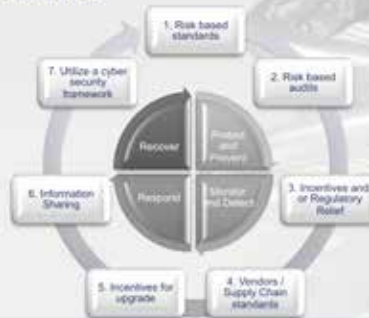 1. Risk based
standards
2. Risk based
audits
3. Incentives and
or Regulatory
Relief
4. Vendors /
Supply Chain
standards
5. Incentives for
upgrade
6. Information
Sharing
7. Utilize a cyber
security
framework
Recover
Protect
and
Prevent
Respond
Monitor
and Detect